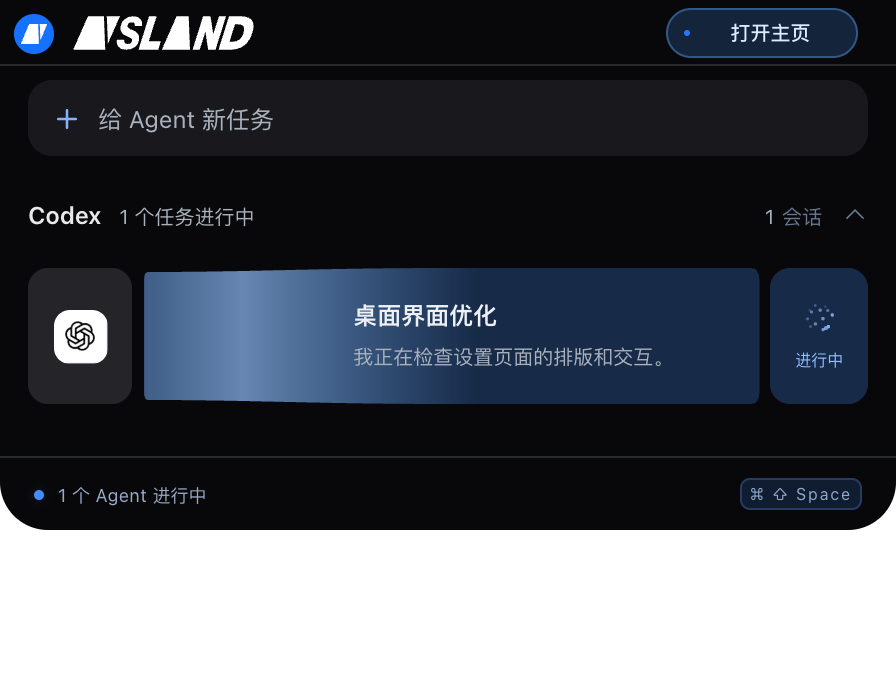 AISLAND
打开主页
给 Agent 新任务
Codex 1 个任务进行中
1 会话
桌面界面优化
我正在检查设置页面的排版和交互。
进行中
1 个 Agent 进行中
⌘ ⇧ Space